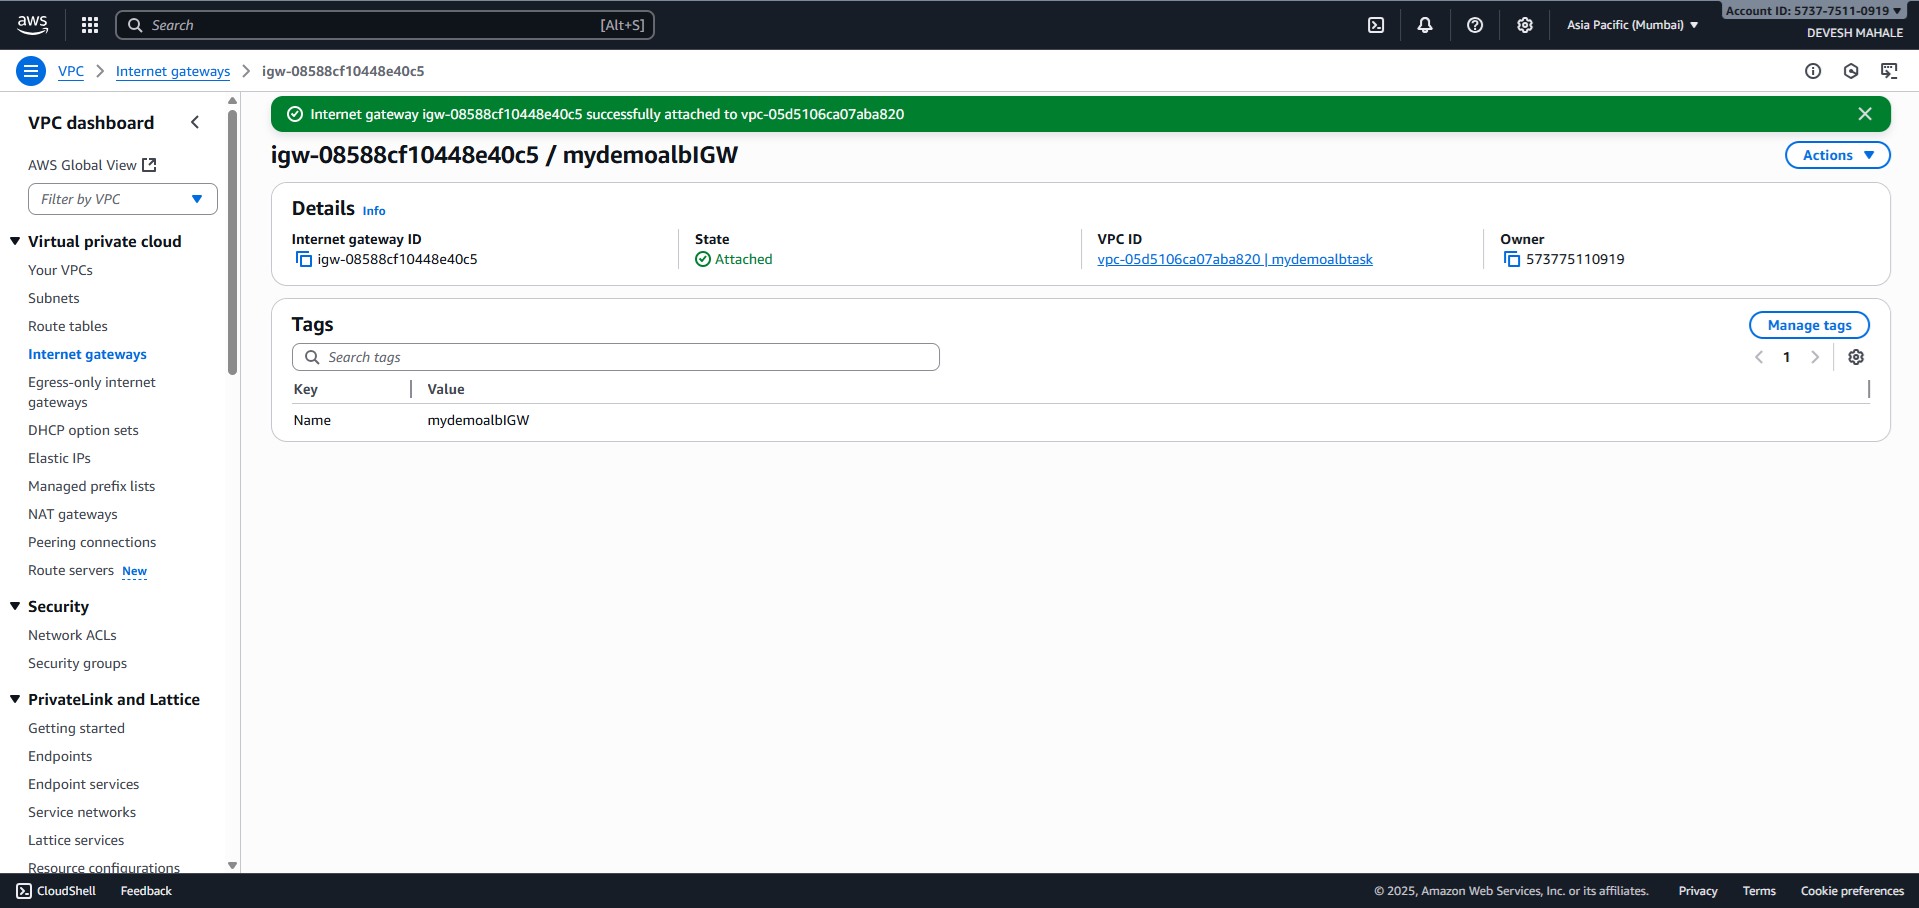 aws
Search [Alt+S]
Asia Pacific (Mumbai)
Account ID: 5737-7511-0919
DEVESH MAHALE
VPC
Internet gateways
igw-08588cf10448e40c5
VPC dashboard
AWS Global View
Filter by VPC
Virtual private cloud
Your VPCs
Subnets
Route tables
Internet gateways
Egress-only internet
gateways
DHCP option sets
Elastic IPs
Managed prefix lists
NAT gateways
Peering connections
Route servers New
Security
Network ACLs
Security groups
PrivateLink and Lattice
Getting started
Endpoints
Endpoint services
Service networks
Lattice services
Resource configurations
Internet gateway igw-08588cf10448e40c5 successfully attached to vpc-05d5106ca07aba820
igw-08588cf10448e40c5 / mydemoalbIGW
Actions
Details Info
Internet gateway ID
igw-08588cf10448e40c5
State
Attached
VPC ID
vpc-05d5106ca07aba820 | mydemoalbtask
Owner
573775110919
Tags
Manage tags
Search tags
1
Key Value
Name mydemoalbIGW
CloudShell Feedback
© 2025, Amazon Web Services, Inc. or its affiliates. Privacy Terms Cookie preferences